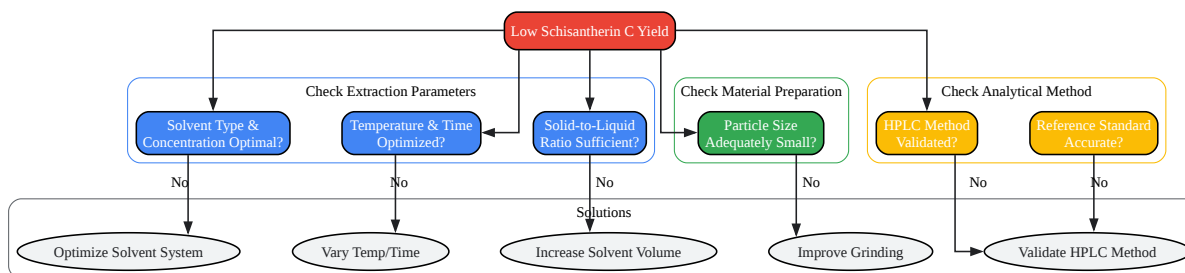 Low Schisantherin C Yield
Check Extraction Parameters
Check Material Preparation
Check Analytical Method
Solvent Type &
Concentration Optimal?
Temperature & Time
Optimized?
Solid-to-Liquid
Ratio Sufficient?
Particle Size
Adequately Small?
HPLC Method
Validated?
Reference Standard
Accurate?
No
No
No
No
No
No
Solutions
Optimize Solvent System
Vary Temp/Time
Increase Solvent Volume
Improve Grinding
Validate HPLC Method